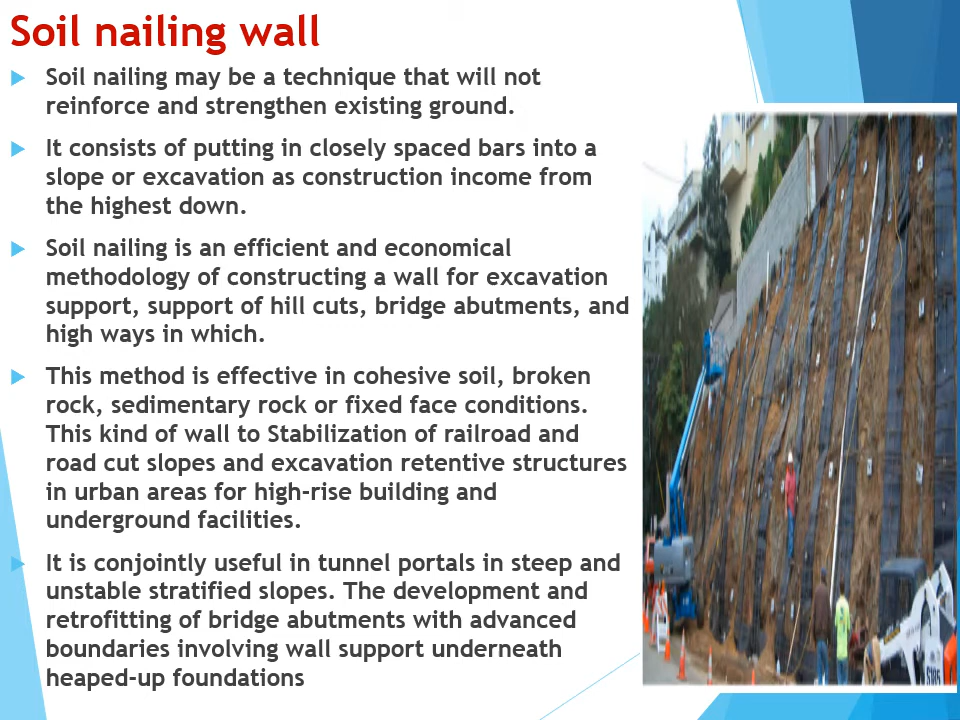 Soil nailing wall
Soil nailing may be a technique that will not
reinforce and strengthen existing ground.
It consists of putting in closely spaced bars into a
slope or excavation as construction income from
the highest down.
Soil nailing is an efficient and economical
methodology of constructing a wall for excavation
support, support of hill cuts, bridge abutments, and
high ways in which.
This method is effective in cohesive soil, broken
rock, sedimentary rock or fixed face conditions.
This kind of wall to Stabilization of railroad and
road cut slopes and excavation retentive structures
in urban areas for high-rise building and
underground facilities.
It is conjointly useful in tunnel portals in steep and
unstable stratified slopes. The development and
retrofitting of bridge abutments with advanced
boundaries involving wall support underneath
heaped-up foundations